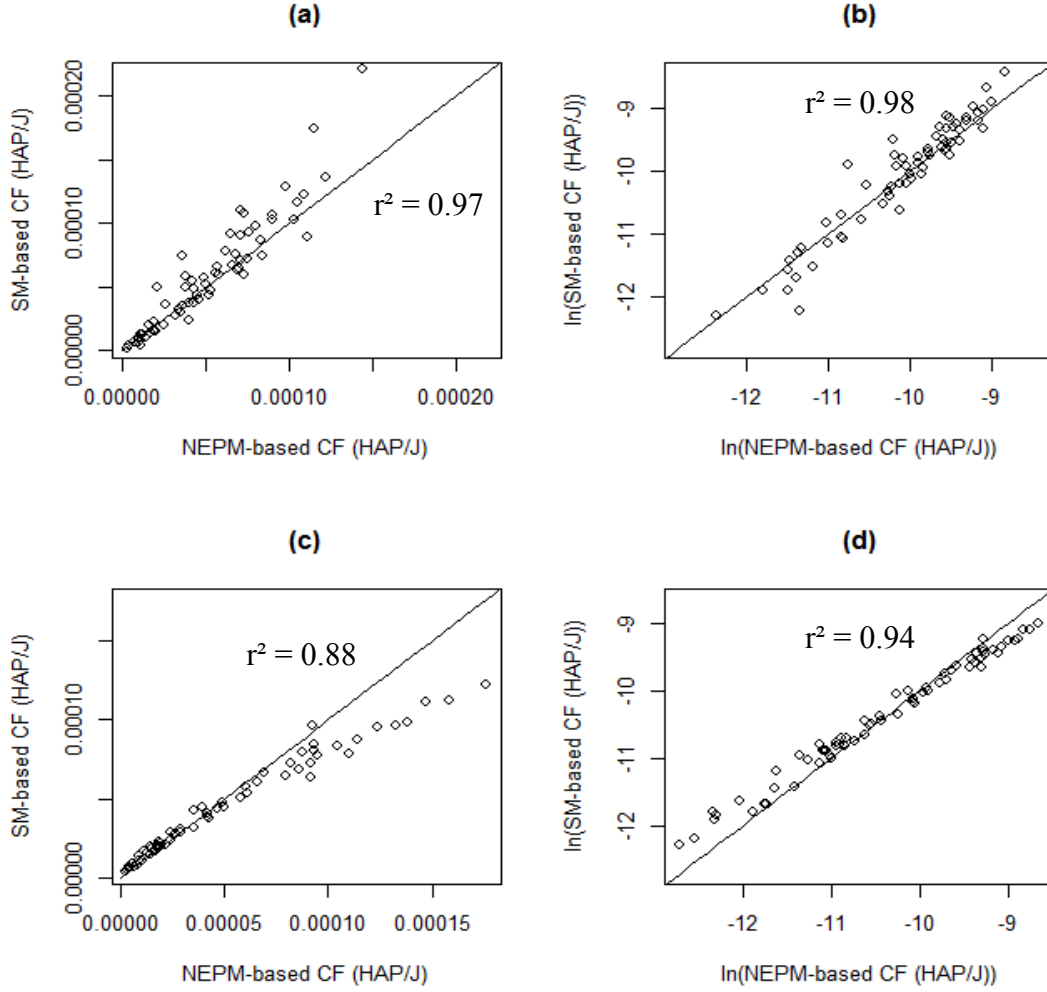 (a)
SM-based CF (HAP/J)
0.00020
0.00010
0.00000
r² = 0.97
0.00000
0.00010
0.00020
NEPM-based CF (HAP/J)
(b)
ln(SM-based CF (HAP/J))
-9
-10
-11
-12
r² = 0.98
-12
-11
-10
-9
ln(NEPM-based CF (HAP/J))
(c)
SM-based CF (HAP/J)
0.00010
0.00000
r² = 0.88
0.00000
0.00005
0.00010
0.00015
NEPM-based CF (HAP/J)
(d)
ln(SM-based CF (HAP/J))
-9
-10
-11
-12
r² = 0.94
-12
-11
-10
-9
ln(NEPM-based CF (HAP/J))